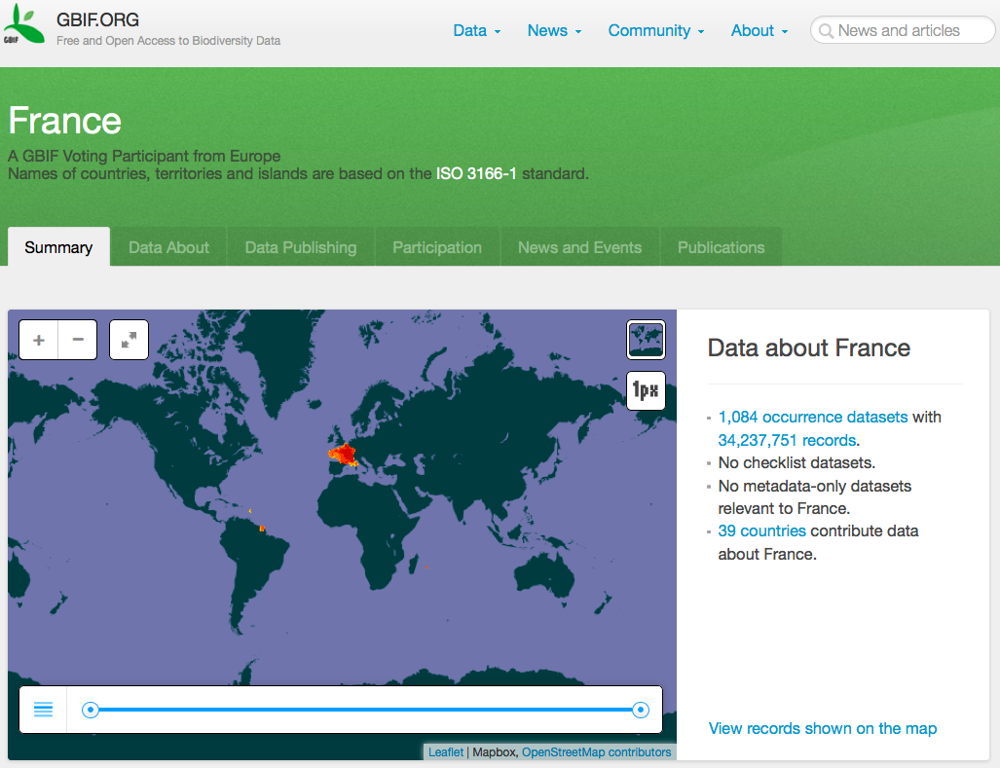 GBIF
GBIF.ORG
Free and Open Access to Biodiversity Data
Data
News
Community
About
News and articles
France
A GBIF Voting Participant from Europe
Names of countries, territories and islands are based on the ISO 3166-1 standard.
Summary
Data About
Data Publishing
Participation
News and Events
Publications
+
−
1px
Data about France
1,084 occurrence datasets with
34,237,751 records.
No checklist datasets.
No metadata-only datasets
relevant to France.
39 countries contribute data
about France.
View records shown on the map
Leaflet | Mapbox, OpenStreetMap contributors